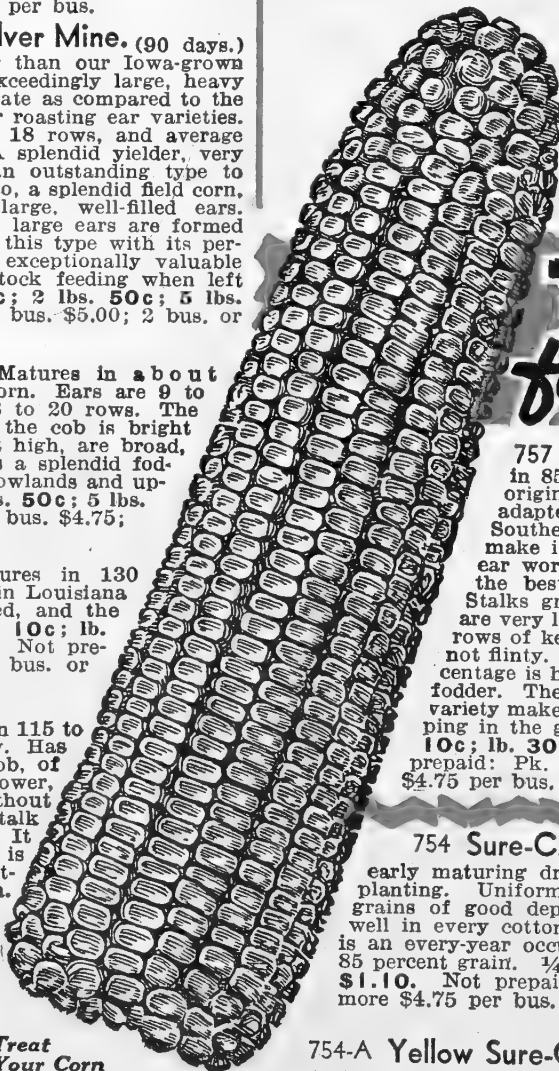 per bus.
lver Mine. (90 days.)
than our Iowa-grown
xceedingly large, heavy
ate as compared to the
r roasting ear varieties.
18 rows, and average
splendid yielder, very
n outstanding type to
o, a splendid field corn,
large, well-filled ears.
large ears are formed
this type with its per-
exceptionally valuable
tock feeding when left
c; 2 lbs. 50c; 5 lbs.
bus. $5.00; 2 bus. or
Matures in about
orn. Ears are 9 to
to 20 rows. The
the cob is bright
high, are broad,
s a splendid fod-
owlands and up-
s. 50c; 5 lbs.
bus. $4.75;
ures in 130
in Louisiana
ed, and the
10c; lb.
Not pre-
bus. or
n 115 to
y. Has
ob, of
ower,
thout
talk
It
is
t-
Treat
Your Corn
757
in 85
origin
adapte
Southe
make i
ear wor
the bes
Stalks gr
are very l
rows of ke
not flinty.
centage is b
fodder. The
variety make
ping in the g
10c; lb. 30
prepaid: Pk.
$4.75 per bus.
754 Sure-C
early maturing dr
planting. Uniform
grains of good dep
well in every cotton
is an every-year occu
85 percent grain. ¼
$1.10. Not prepai
more $4.75 per bus.
754-A Yellow Sure-C